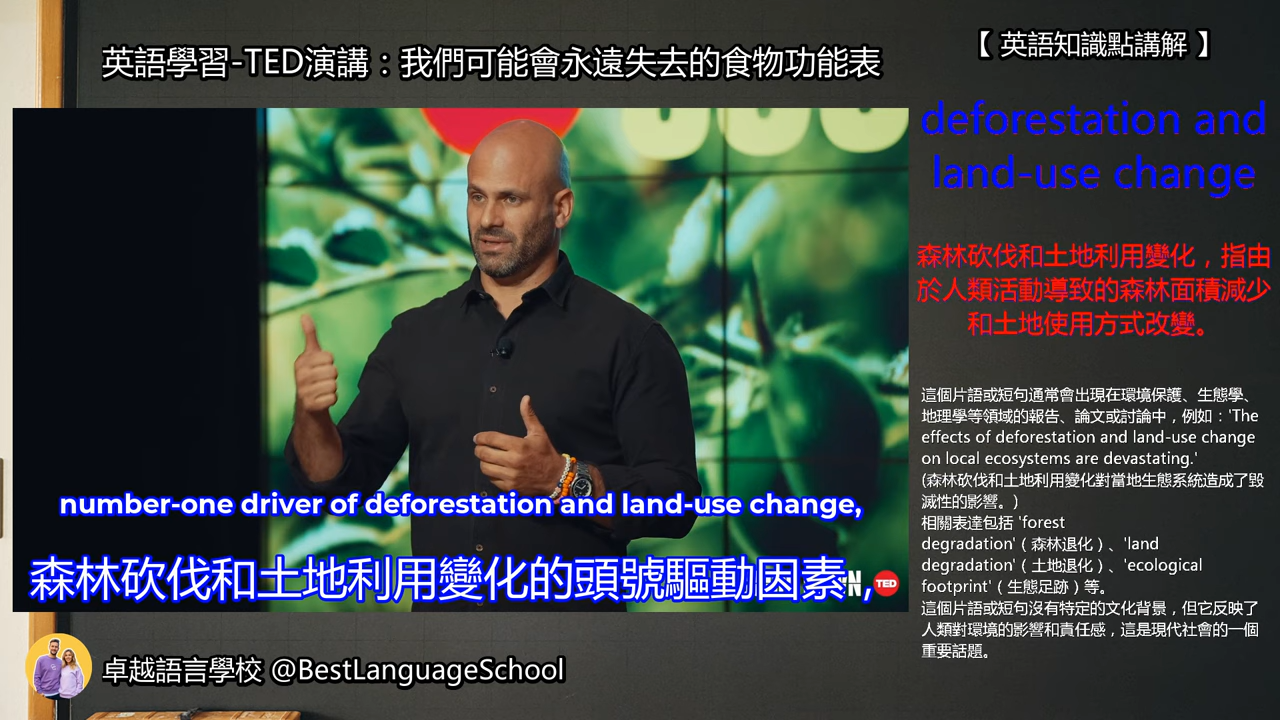 英語學習-TED演講：我們可能會永遠失去的食物功能表
【 英語知識點講解 】
deforestation and
land-use change
森林砍伐和土地利用變化，指由
於人類活動導致的森林面積減少
和土地使用方式改變。
這個片語或短句通常會出現在環境保護、生態學、
地理學等領域的報告、論文或討論中，例如：'The
effects of deforestation and land-use change
on local ecosystems are devastating.'
(森林砍伐和土地利用變化對當地生態系統造成了毀
滅性的影響。)
相關表達包括 'forest
degradation'（森林退化）、'land
degradation'（土地退化）、'ecological
footprint'（生態足跡）等。
這個片語或短句沒有特定的文化背景，但它反映了
人類對環境的影響和責任感，這是現代社會的一個
重要話題。
number-one driver of deforestation and land-use change,
森林砍伐和土地利用變化的頭號驅動因素,
TED
卓越語言學校 @BestLanguageSchool